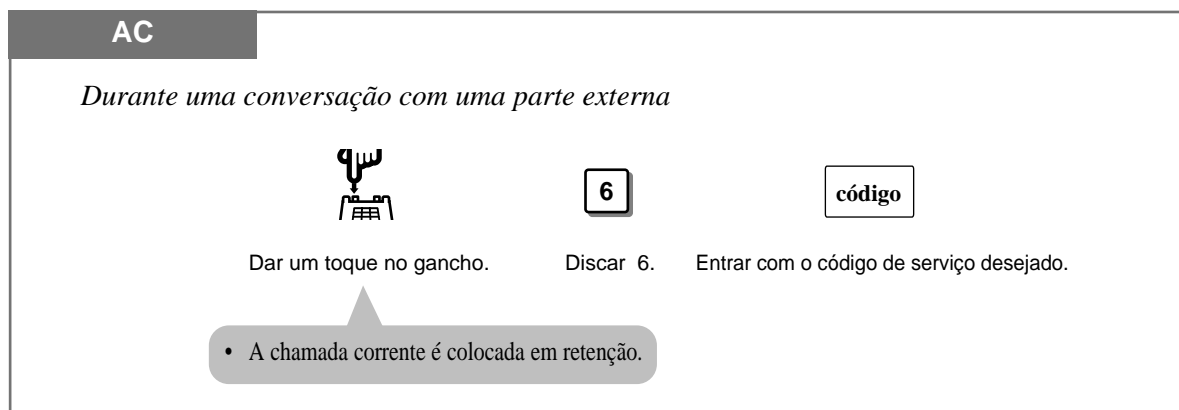 AC
Durante uma conversação com uma parte externa
6
código
Dar um toque no gancho.
Discar 6.
Entrar com o código de serviço desejado.
• A chamada corrente é colocada em retenção.